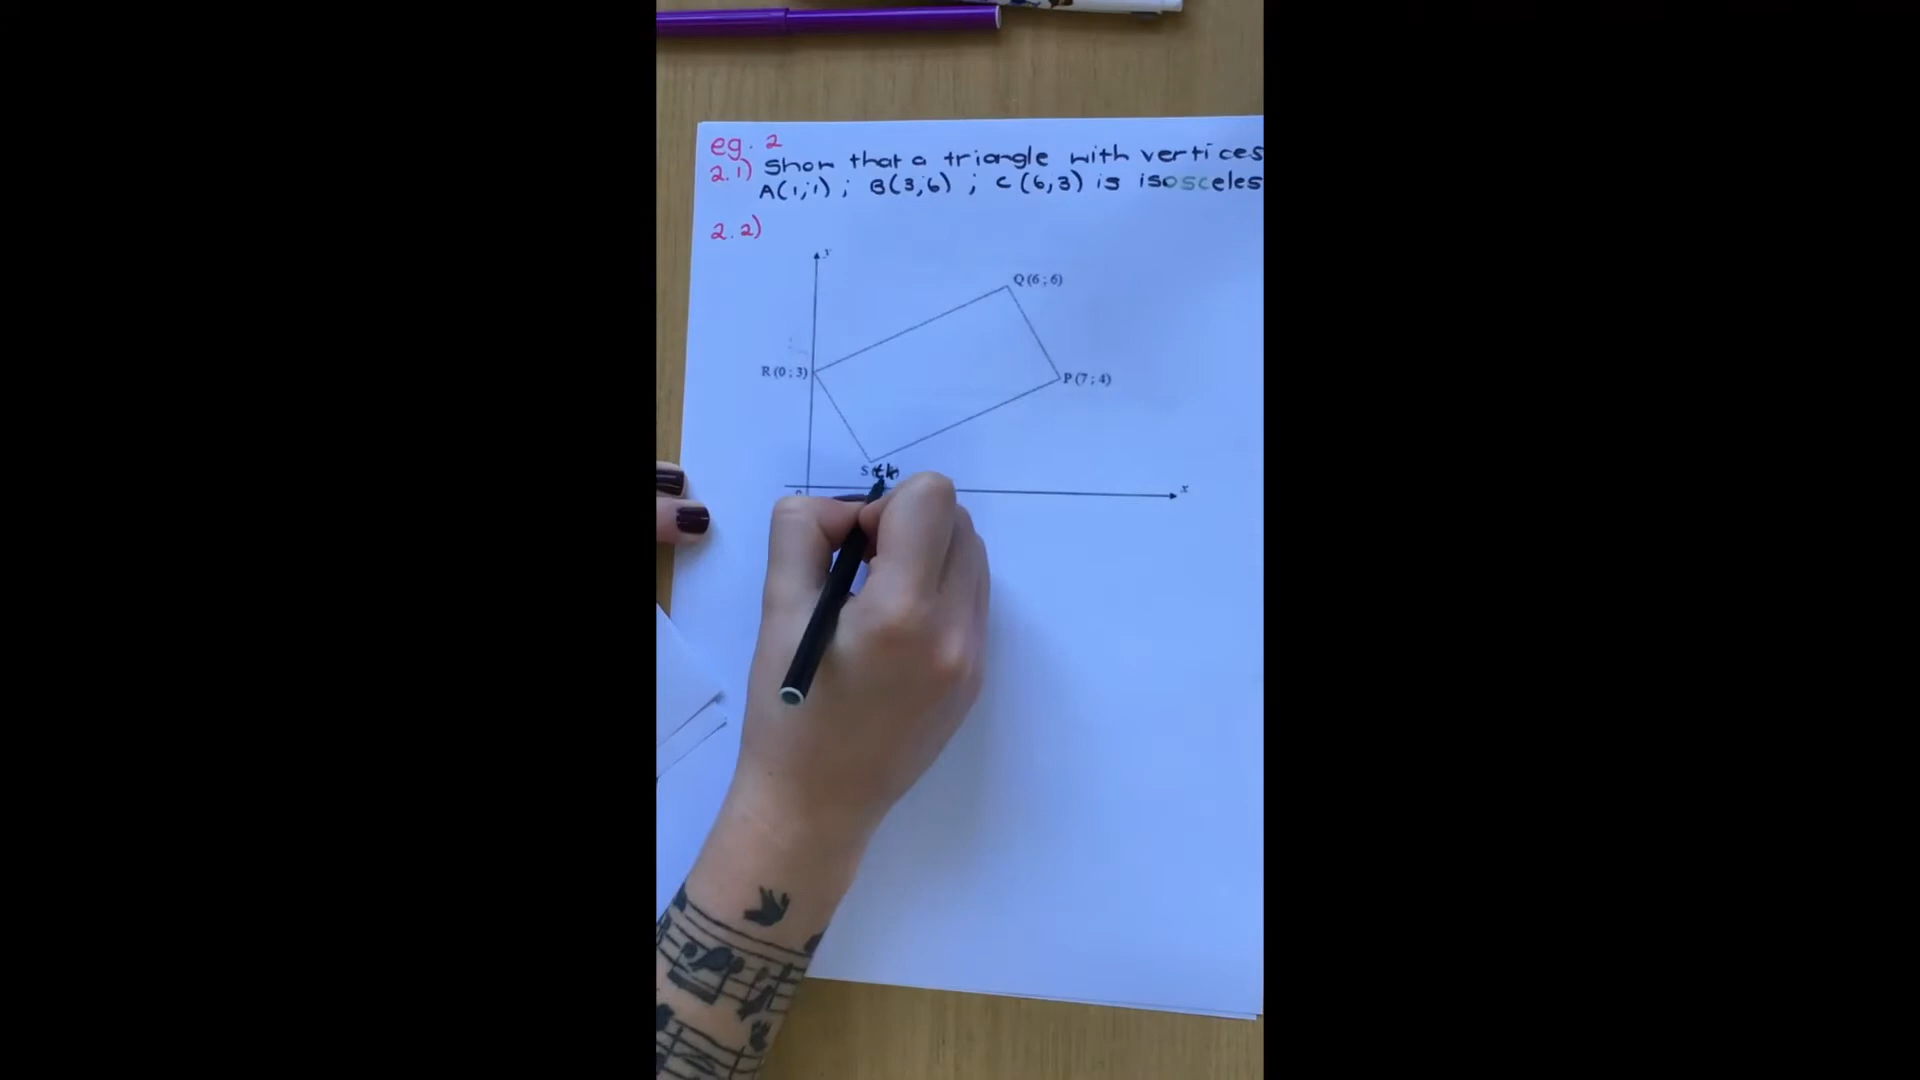 eg. 2
2.1) Show that a triangle with vertices
A(1;1) ; B(3;6) ; C(6;3) is isosceles
2.2)
y
Q(6 ; 6)
R(0 ; 3)
P(7 ; 4)
S
x